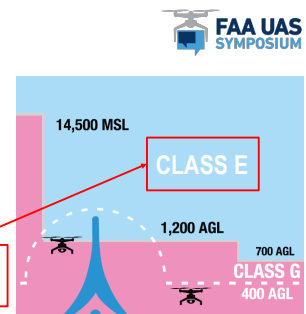 FAA UAS
SYMPOSIUM
14,500 MSL
CLASS E
1,200 AGL
700 AGL
CLASS G
400 AGL